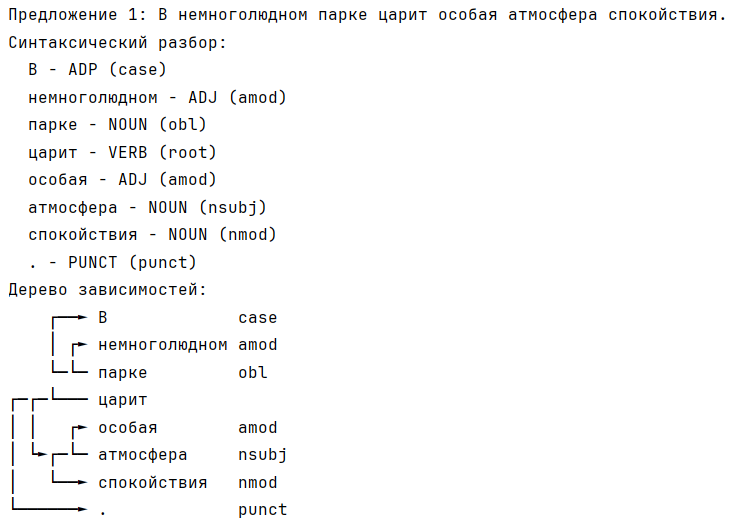 Предложение 1: В немноголюдном парке царит особая атмосфера спокойствия.
Синтаксический разбор:
В - ADP (case)
немноголюдном - ADJ (amod)
парке - NOUN (obl)
царит - VERB (root)
особая - ADJ (amod)
атмосфера - NOUN (nsubj)
спокойствия - NOUN (nmod)
. - PUNCT (punct)
Дерево зависимостей:
В case
немноголюдном amod
парке obl
царит
особая amod
атмосфера nsubj
спокойствия nmod
. punct